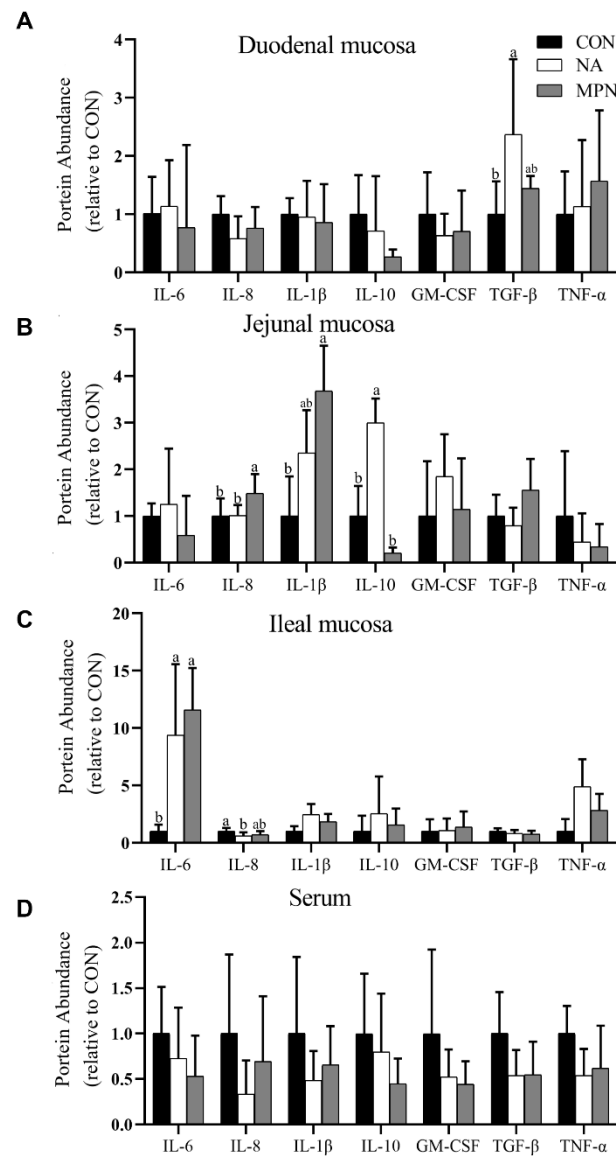 A
Duodenal mucosa
CON
NA
MPN
Portein Abundance
(relative to CON)
4
3
2
1
0
b
a
ab
IL-6 IL-8 IL-1β IL-10 GM-CSF TGF-β TNF-α
B
Jejunal mucosa
Portein Abundance
(relative to CON)
5
4
3
2
1
0
b b a
b ab a
b a b
IL-6 IL-8 IL-1β IL-10 GM-CSF TGF-β TNF-α
C
Ileal mucosa
Portein Abundance
(relative to CON)
20
15
10
5
0
b a a
a b ab
IL-6 IL-8 IL-1β IL-10 GM-CSF TGF-β TNF-α
D
Serum
Portein Abundance
(relative to CON)
2.5
2.0
1.5
1.0
0.5
0.0
IL-6 IL-8 IL-1β IL-10 GM-CSF TGF-β TNF-α